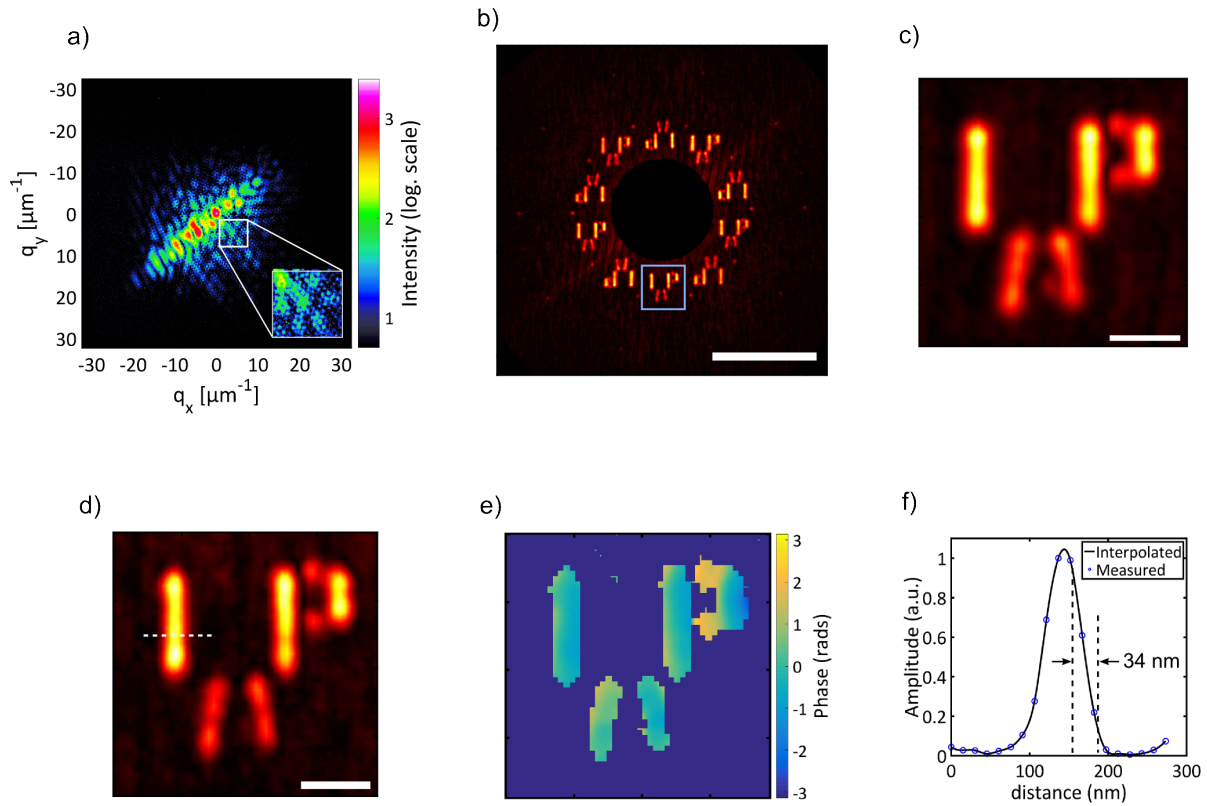 a)
b)
c)
-30
-20
-10
0
10
20
30
q_y [µm⁻¹]
-30 -20 -10 0 10 20 30
q_x [µm⁻¹]
3
2
1
Intensity (log. scale)
d)
e)
3
2
1
0
-1
-2
-3
Phase (rads)
f)
1
0.8
0.6
0.4
0.2
0
Amplitude (a.u.)
Interpolated
Measured
34 nm
0 100 200 300
distance (nm)